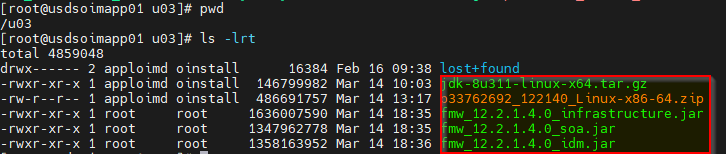 [root@usdsoimapp01 u03]# pwd
/u03
[root@usdsoimapp01 u03]# ls -lrt
total 4859048
drwx------ 2 apploimd oinstall 16384 Feb 16 09:38 lost+found
-rwxr-xr-x 1 apploimd oinstall 146799982 Mar 14 10:03 jdk-8u311-linux-x64.tar.gz
-rw-r--r-- 1 apploimd oinstall 486691757 Mar 14 13:17 p33762692_122140_Linux-x86-64.zip
-rwxr-xr-x 1 root root 1636007590 Mar 14 18:35 fmw_12.2.1.4.0_infrastructure.jar
-rwxr-xr-x 1 root root 1347962778 Mar 14 18:35 fmw_12.2.1.4.0_soa.jar
-rwxr-xr-x 1 root root 1358163952 Mar 14 18:36 fmw_12.2.1.4.0_idm.jar